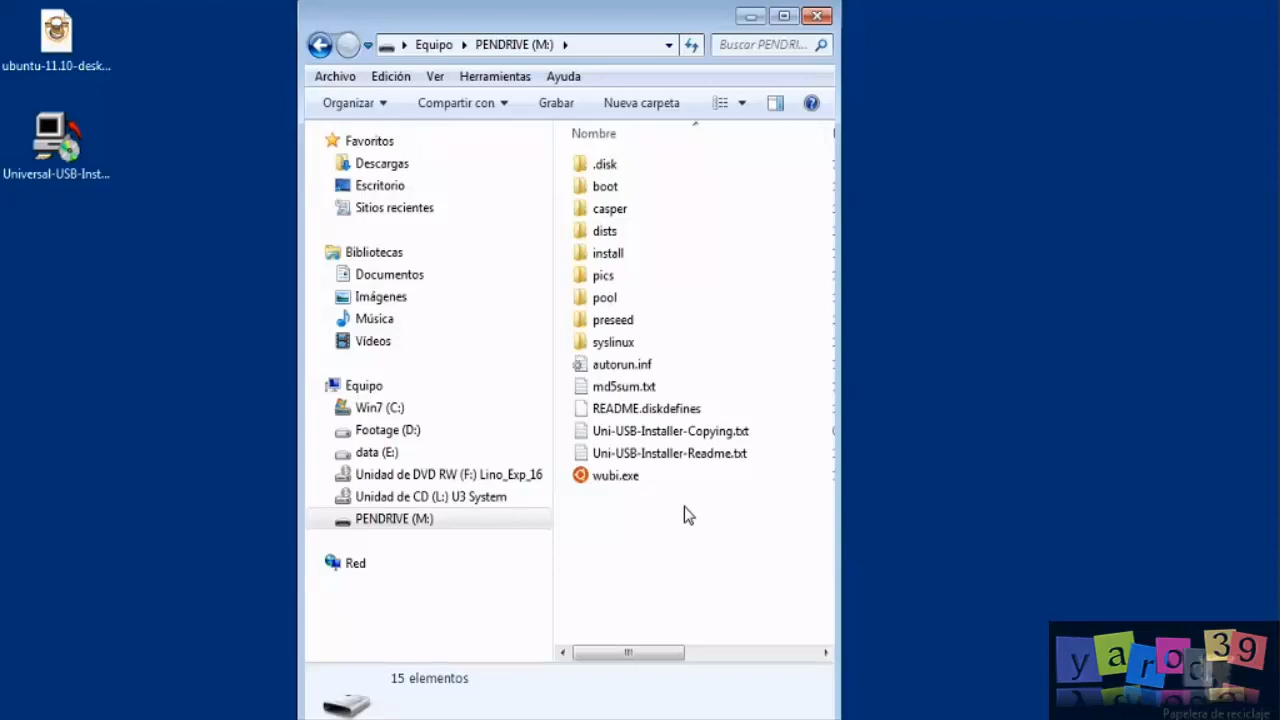 ubuntu-11.10-desk...
Universal-USB-Inst...
Equipo
PENDRIVE (M:)
Buscar PENDRI...
Archivo Edición Ver Herramientas Ayuda
Organizar Compartir con Grabar Nueva carpeta
Favoritos
Descargas
Escritorio
Sitios recientes
Bibliotecas
Documentos
Imágenes
Música
Vídeos
Equipo
Win7 (C:)
Footage (D:)
data (E:)
Unidad de DVD RW (F:) Lino_Exp_16
Unidad de CD (L:) U3 System
PENDRIVE (M:)
Red
Nombre
.disk
boot
casper
dists
install
pics
pool
preseed
syslinux
autorun.inf
md5sum.txt
README.diskdefines
Uni-USB-Installer-Copying.txt
Uni-USB-Installer-Readme.txt
wubi.exe
15 elementos
yarod39
Papelera de reciclaje